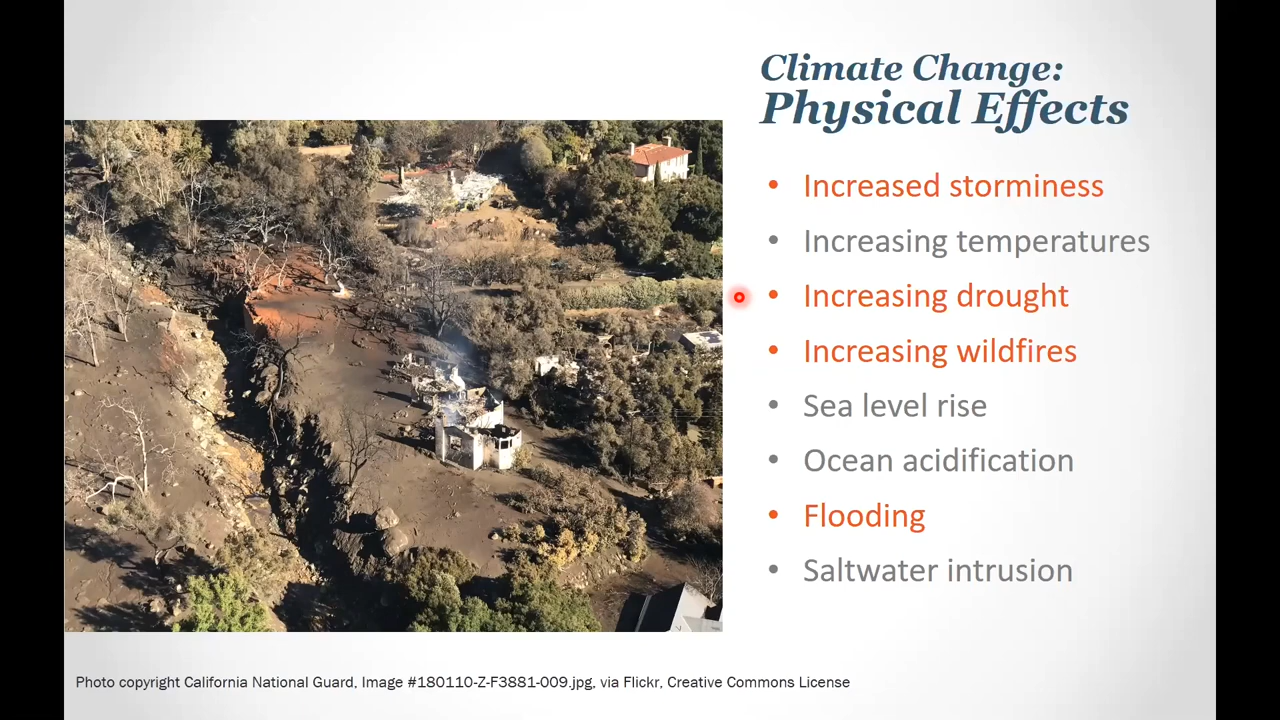 Climate Change:
Physical Effects
• Increased storminess
• Increasing temperatures
• Increasing drought
• Increasing wildfires
• Sea level rise
• Ocean acidification
• Flooding
• Saltwater intrusion
Photo copyright California National Guard, Image #180110-Z-F3881-009.jpg, via Flickr, Creative Commons License